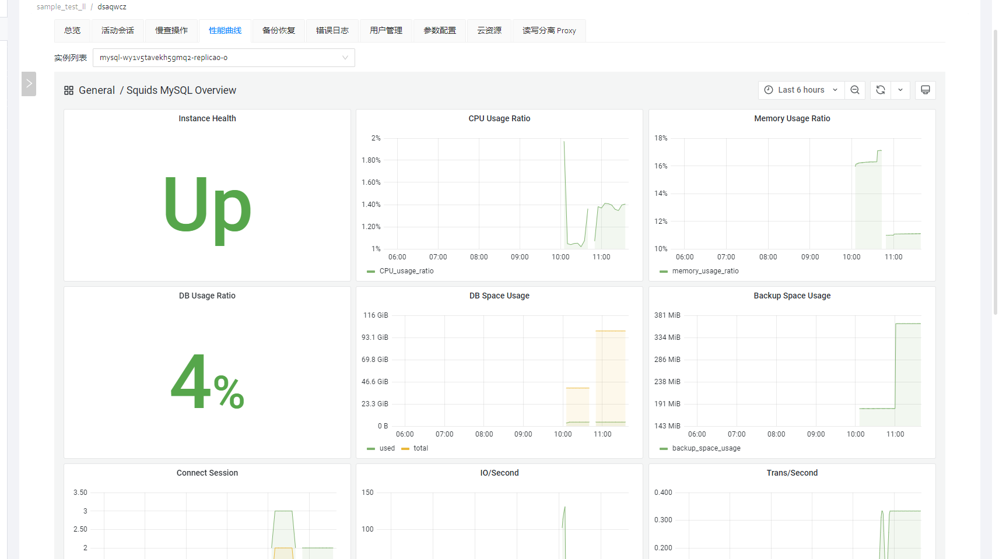 sample_test_ll / dsaqwcz
总览 活动会话 慢查操作 性能曲线 备份恢复 错误日志 用户管理 参数配置 云资源 读写分离 Proxy
实例列表 mysql-wy1v5tavekh5gmq2-replica0-0
General / Squids MySQL Overview
Last 6 hours
Instance Health
Up
CPU Usage Ratio
2%
1.80%
1.60%
1.40%
1.20%
1%
06:00 07:00 08:00 09:00 10:00 11:00
CPU_usage_ratio
Memory Usage Ratio
18%
16%
14%
12%
10%
06:00 07:00 08:00 09:00 10:00 11:00
memory_usage_ratio
DB Usage Ratio
4%
DB Space Usage
116 GiB
93.1 GiB
69.8 GiB
46.6 GiB
23.3 GiB
0 B
06:00 07:00 08:00 09:00 10:00 11:00
used total
Backup Space Usage
381 MiB
334 MiB
286 MiB
238 MiB
191 MiB
143 MiB
06:00 07:00 08:00 09:00 10:00 11:00
backup_space_usage
Connect Session
3.50
3
2.50
2
IO/Second
150
100
Trans/Second
0.400
0.300
0.200